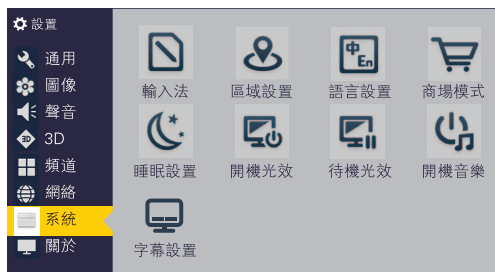 設置
通用
圖像
聲音
3D
頻道
網絡
系統
關於
輸入法 區域設置 語言設置 商場模式
中 En
睡眠設置 開機光效 待機光效 開機音樂
字幕設置